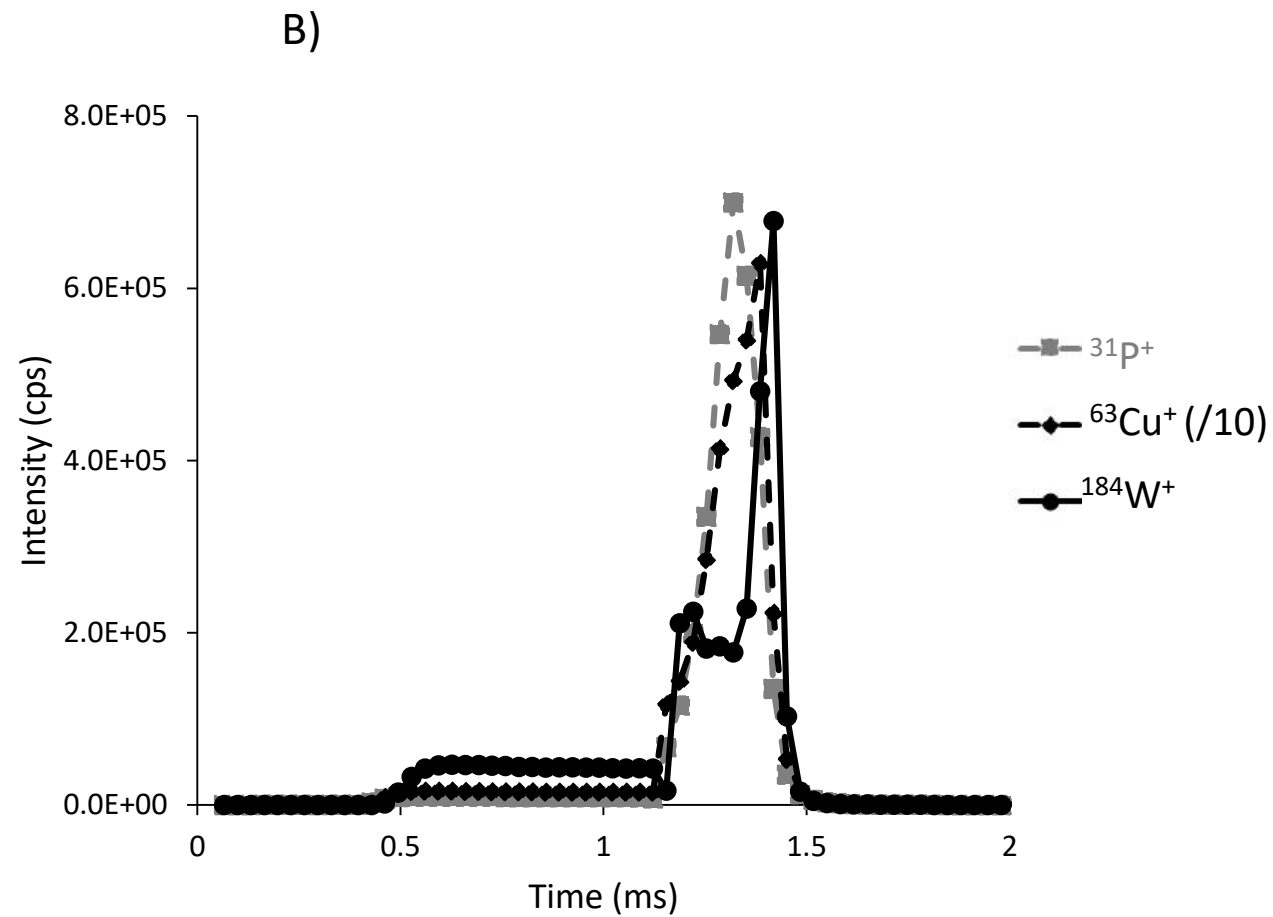 B)
8.0E+05
6.0E+05
4.0E+05
2.0E+05
0.0E+00
Intensity (cps)
0 0.5 1 1.5 2
Time (ms)
³¹P⁺
⁶³Cu⁺ (/10)
¹⁸⁴W⁺